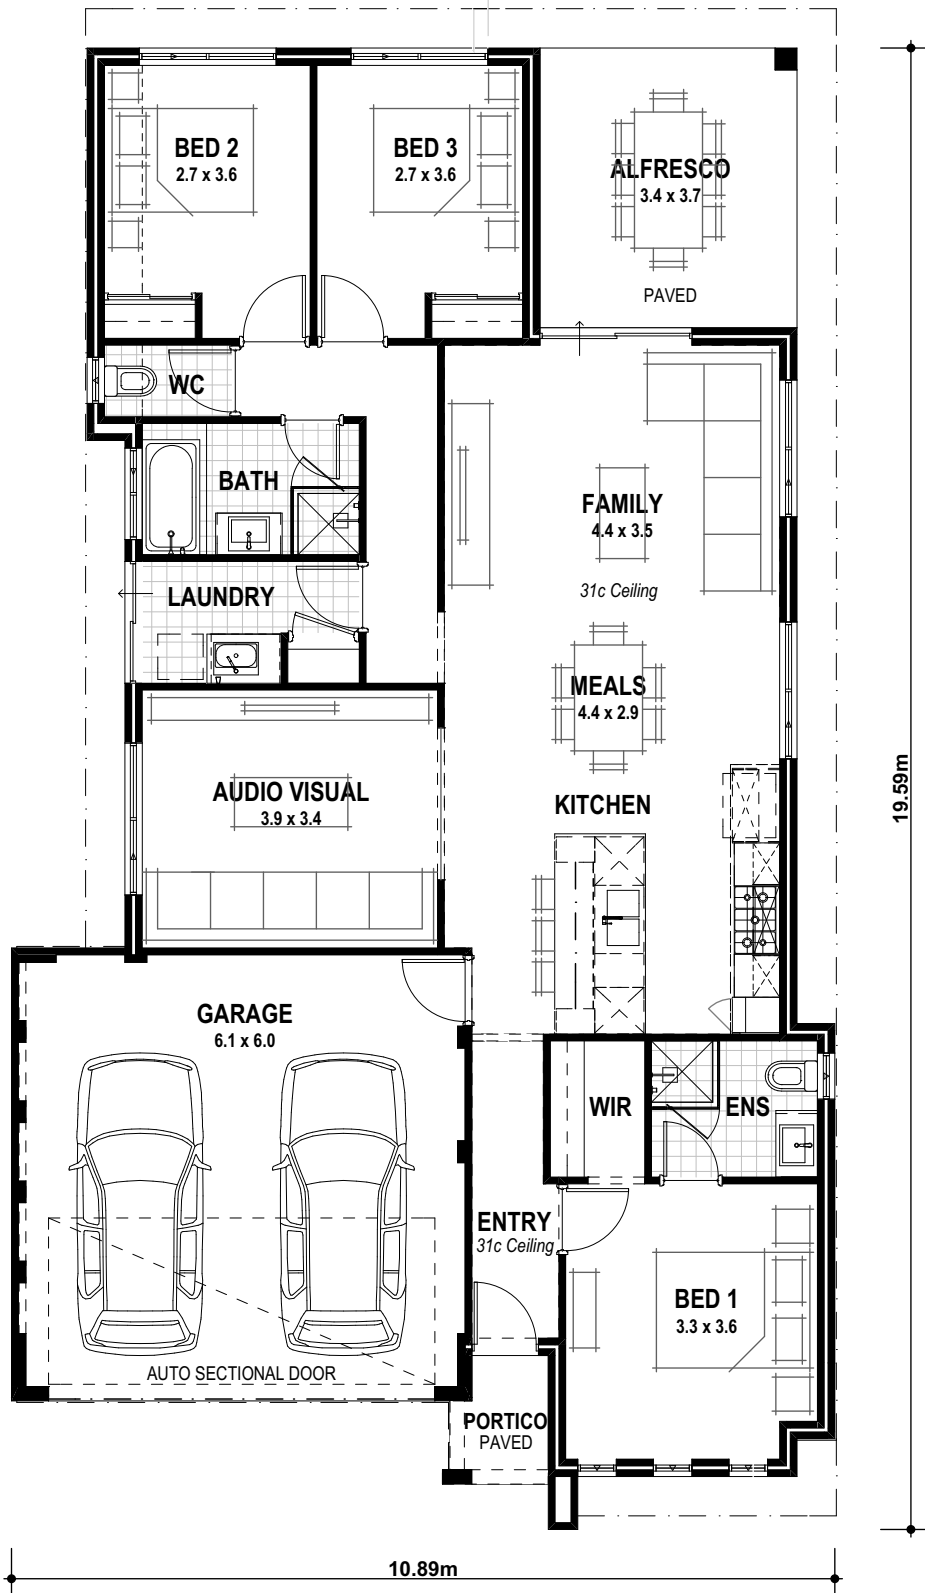 BED 2
2.7 x 3.6
BED 3
2.7 x 3.6
ALFRESCO
3.4 x 3.7
PAVED
WC
BATH
FAMILY
4.4 x 3.5
31c Ceiling
LAUNDRY
MEALS
4.4 x 2.9
AUDIO VISUAL
3.9 x 3.4
KITCHEN
19.59m
GARAGE
6.1 x 6.0
WIR
ENS
ENTRY
31c Ceiling
BED 1
3.3 x 3.6
AUTO SECTIONAL DOOR
PORTICO
PAVED
10.89m